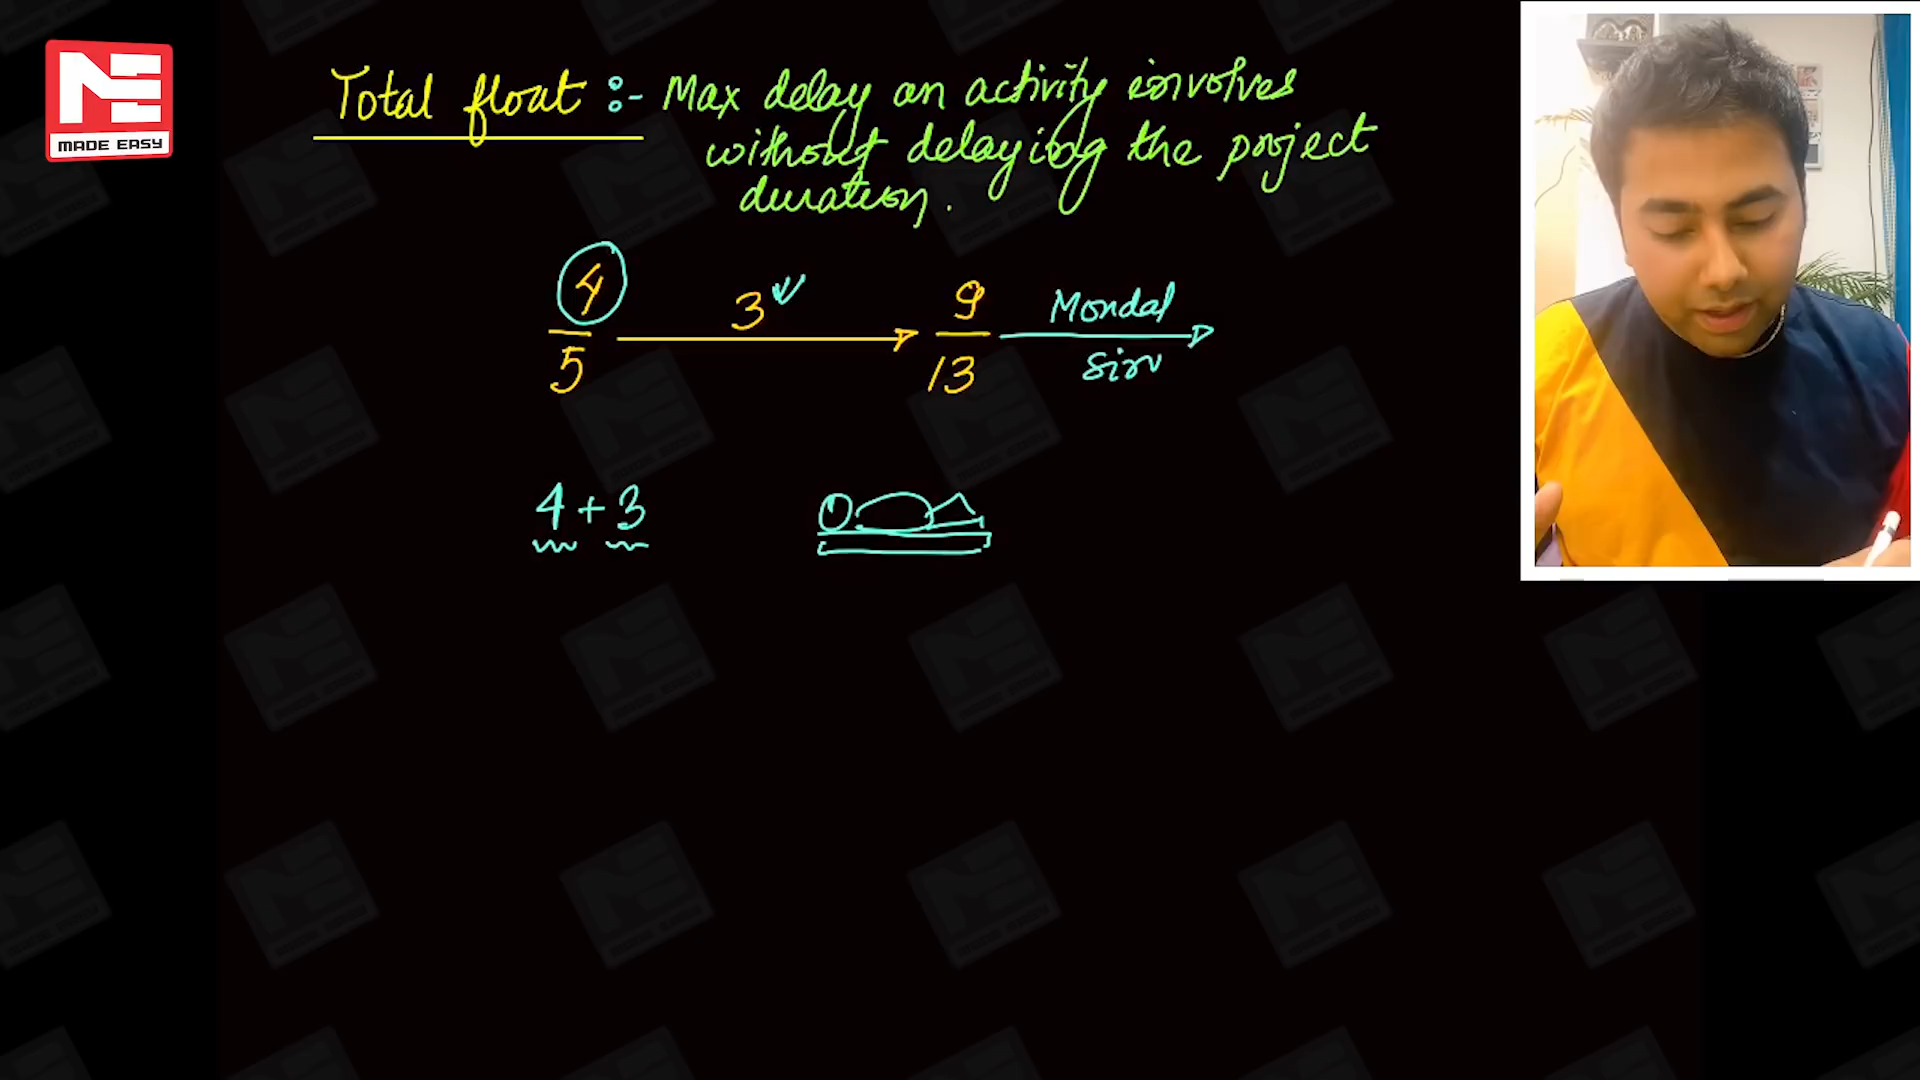 ME
MADE EASY
Total float :- Max delay an activity involves
without delaying the project
duration.
4 3 9 Mondal
5 13 Sir
4 + 3